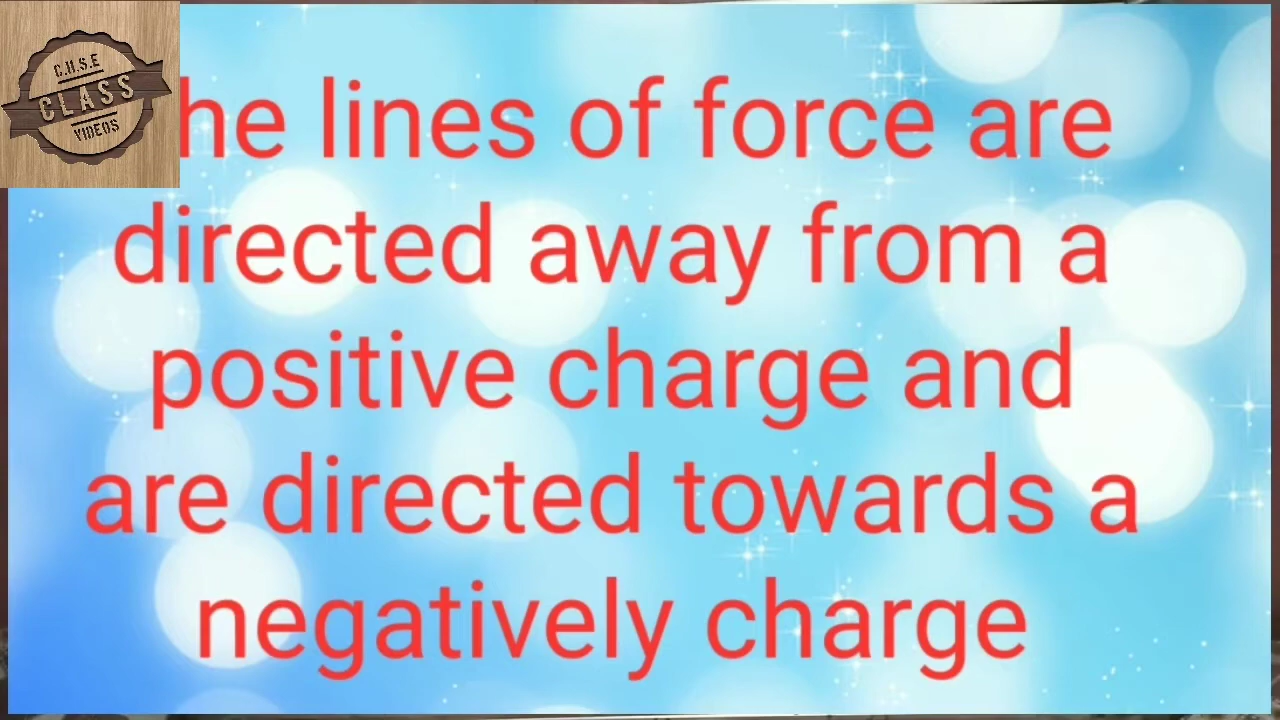 C.H.S.E
CLASS
VIDEOS
he lines of force are
directed away from a
positive charge and
are directed towards a
negatively charge